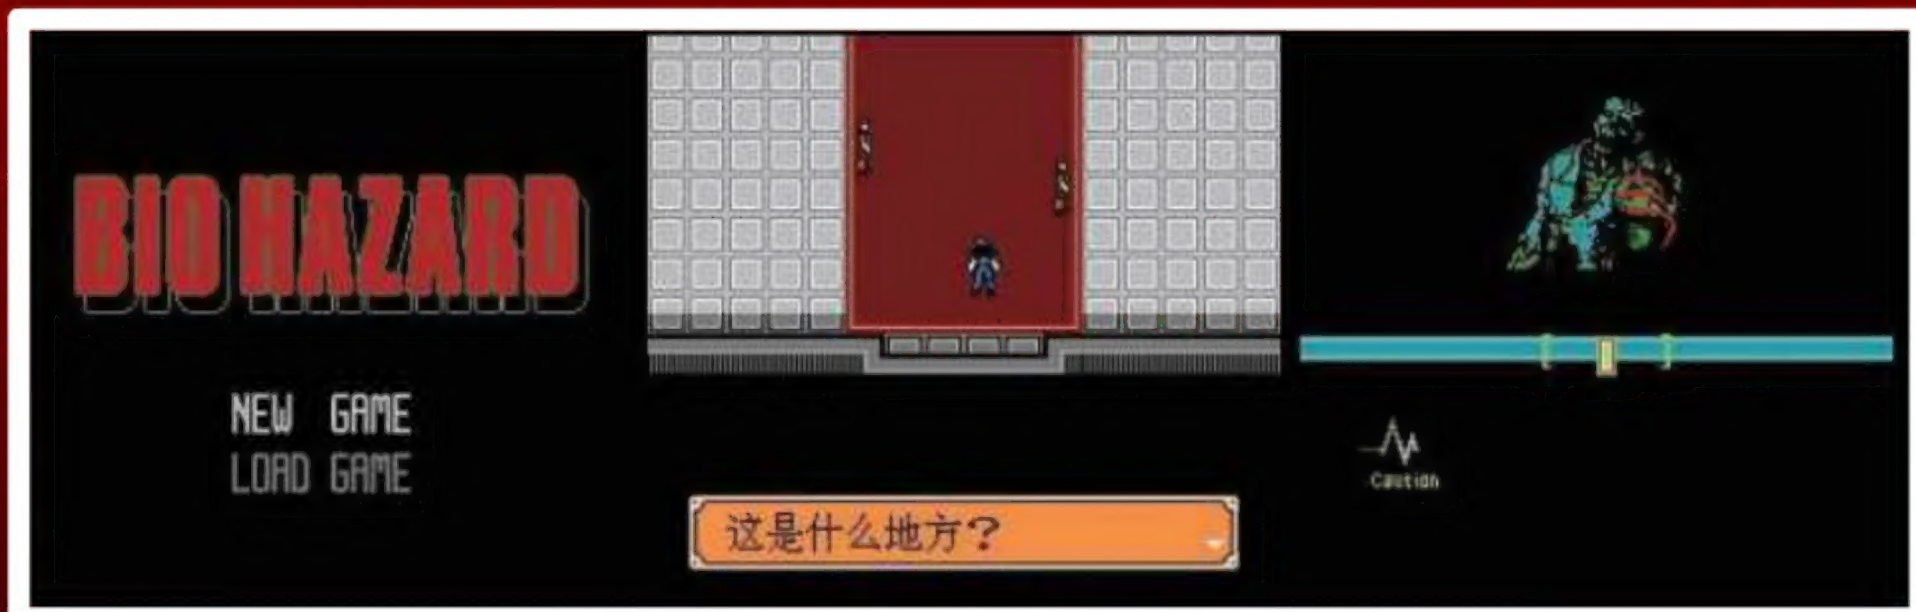 BIO HAZARD
NEW GAME
LOAD GAME
这是什么地方?
Caution